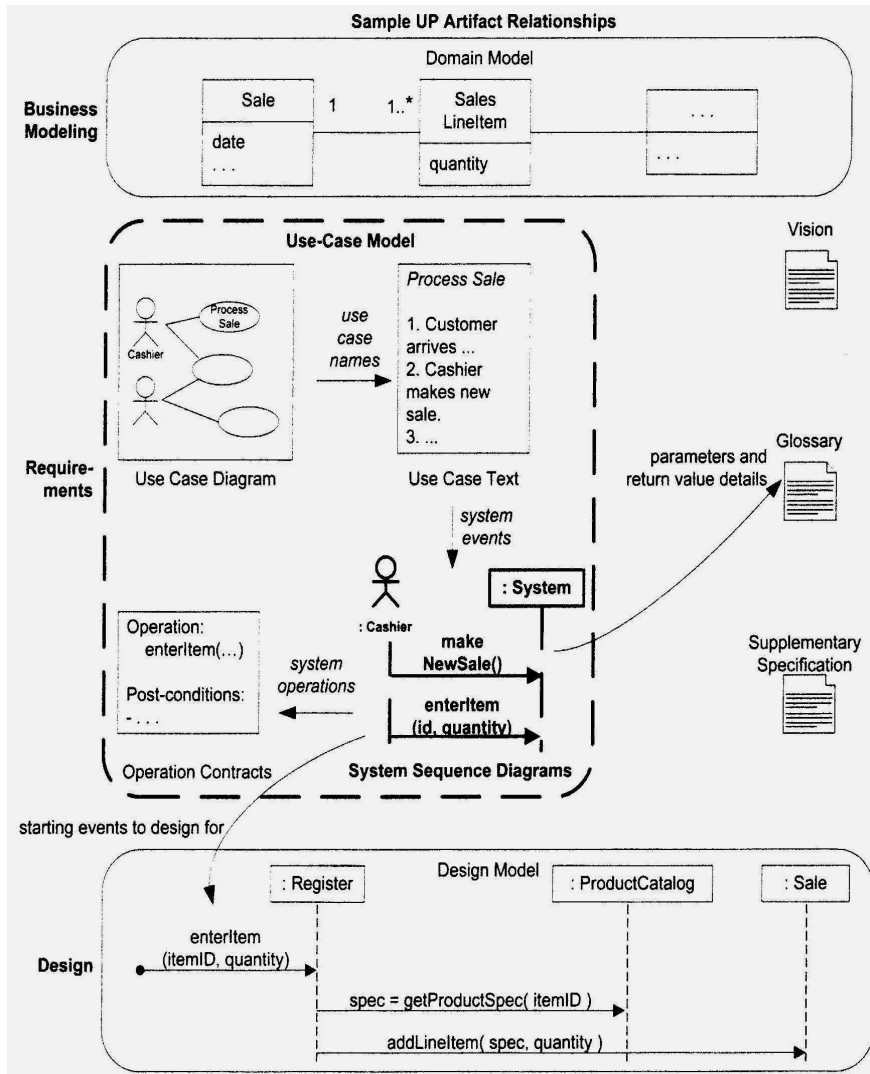 Sample UP Artifact Relationships
Domain Model
Business
Modeling
Sale
1
1..*
Sales
LineItem
. . .
date
. . .
quantity
. . .
Use-Case Model
Vision
Process
Sale
Cashier
use
case
names
Process Sale
1. Customer
arrives ...
2. Cashier
makes new
sale.
3. ...
Use Case Diagram
Use Case Text
Require-
ments
Glossary
parameters and
return value details
system
events
: System
: Cashier
make
NewSale()
enterItem
(id, quantity)
Operation:
enterItem(…)
Post-conditions:
- . . .
system
operations
Supplementary
Specification
Operation Contracts
System Sequence Diagrams
starting events to design for
Design Model
: Register
: ProductCatalog
: Sale
Design
enterItem
(itemID, quantity)
spec = getProductSpec( itemID )
addLineItem( spec, quantity )